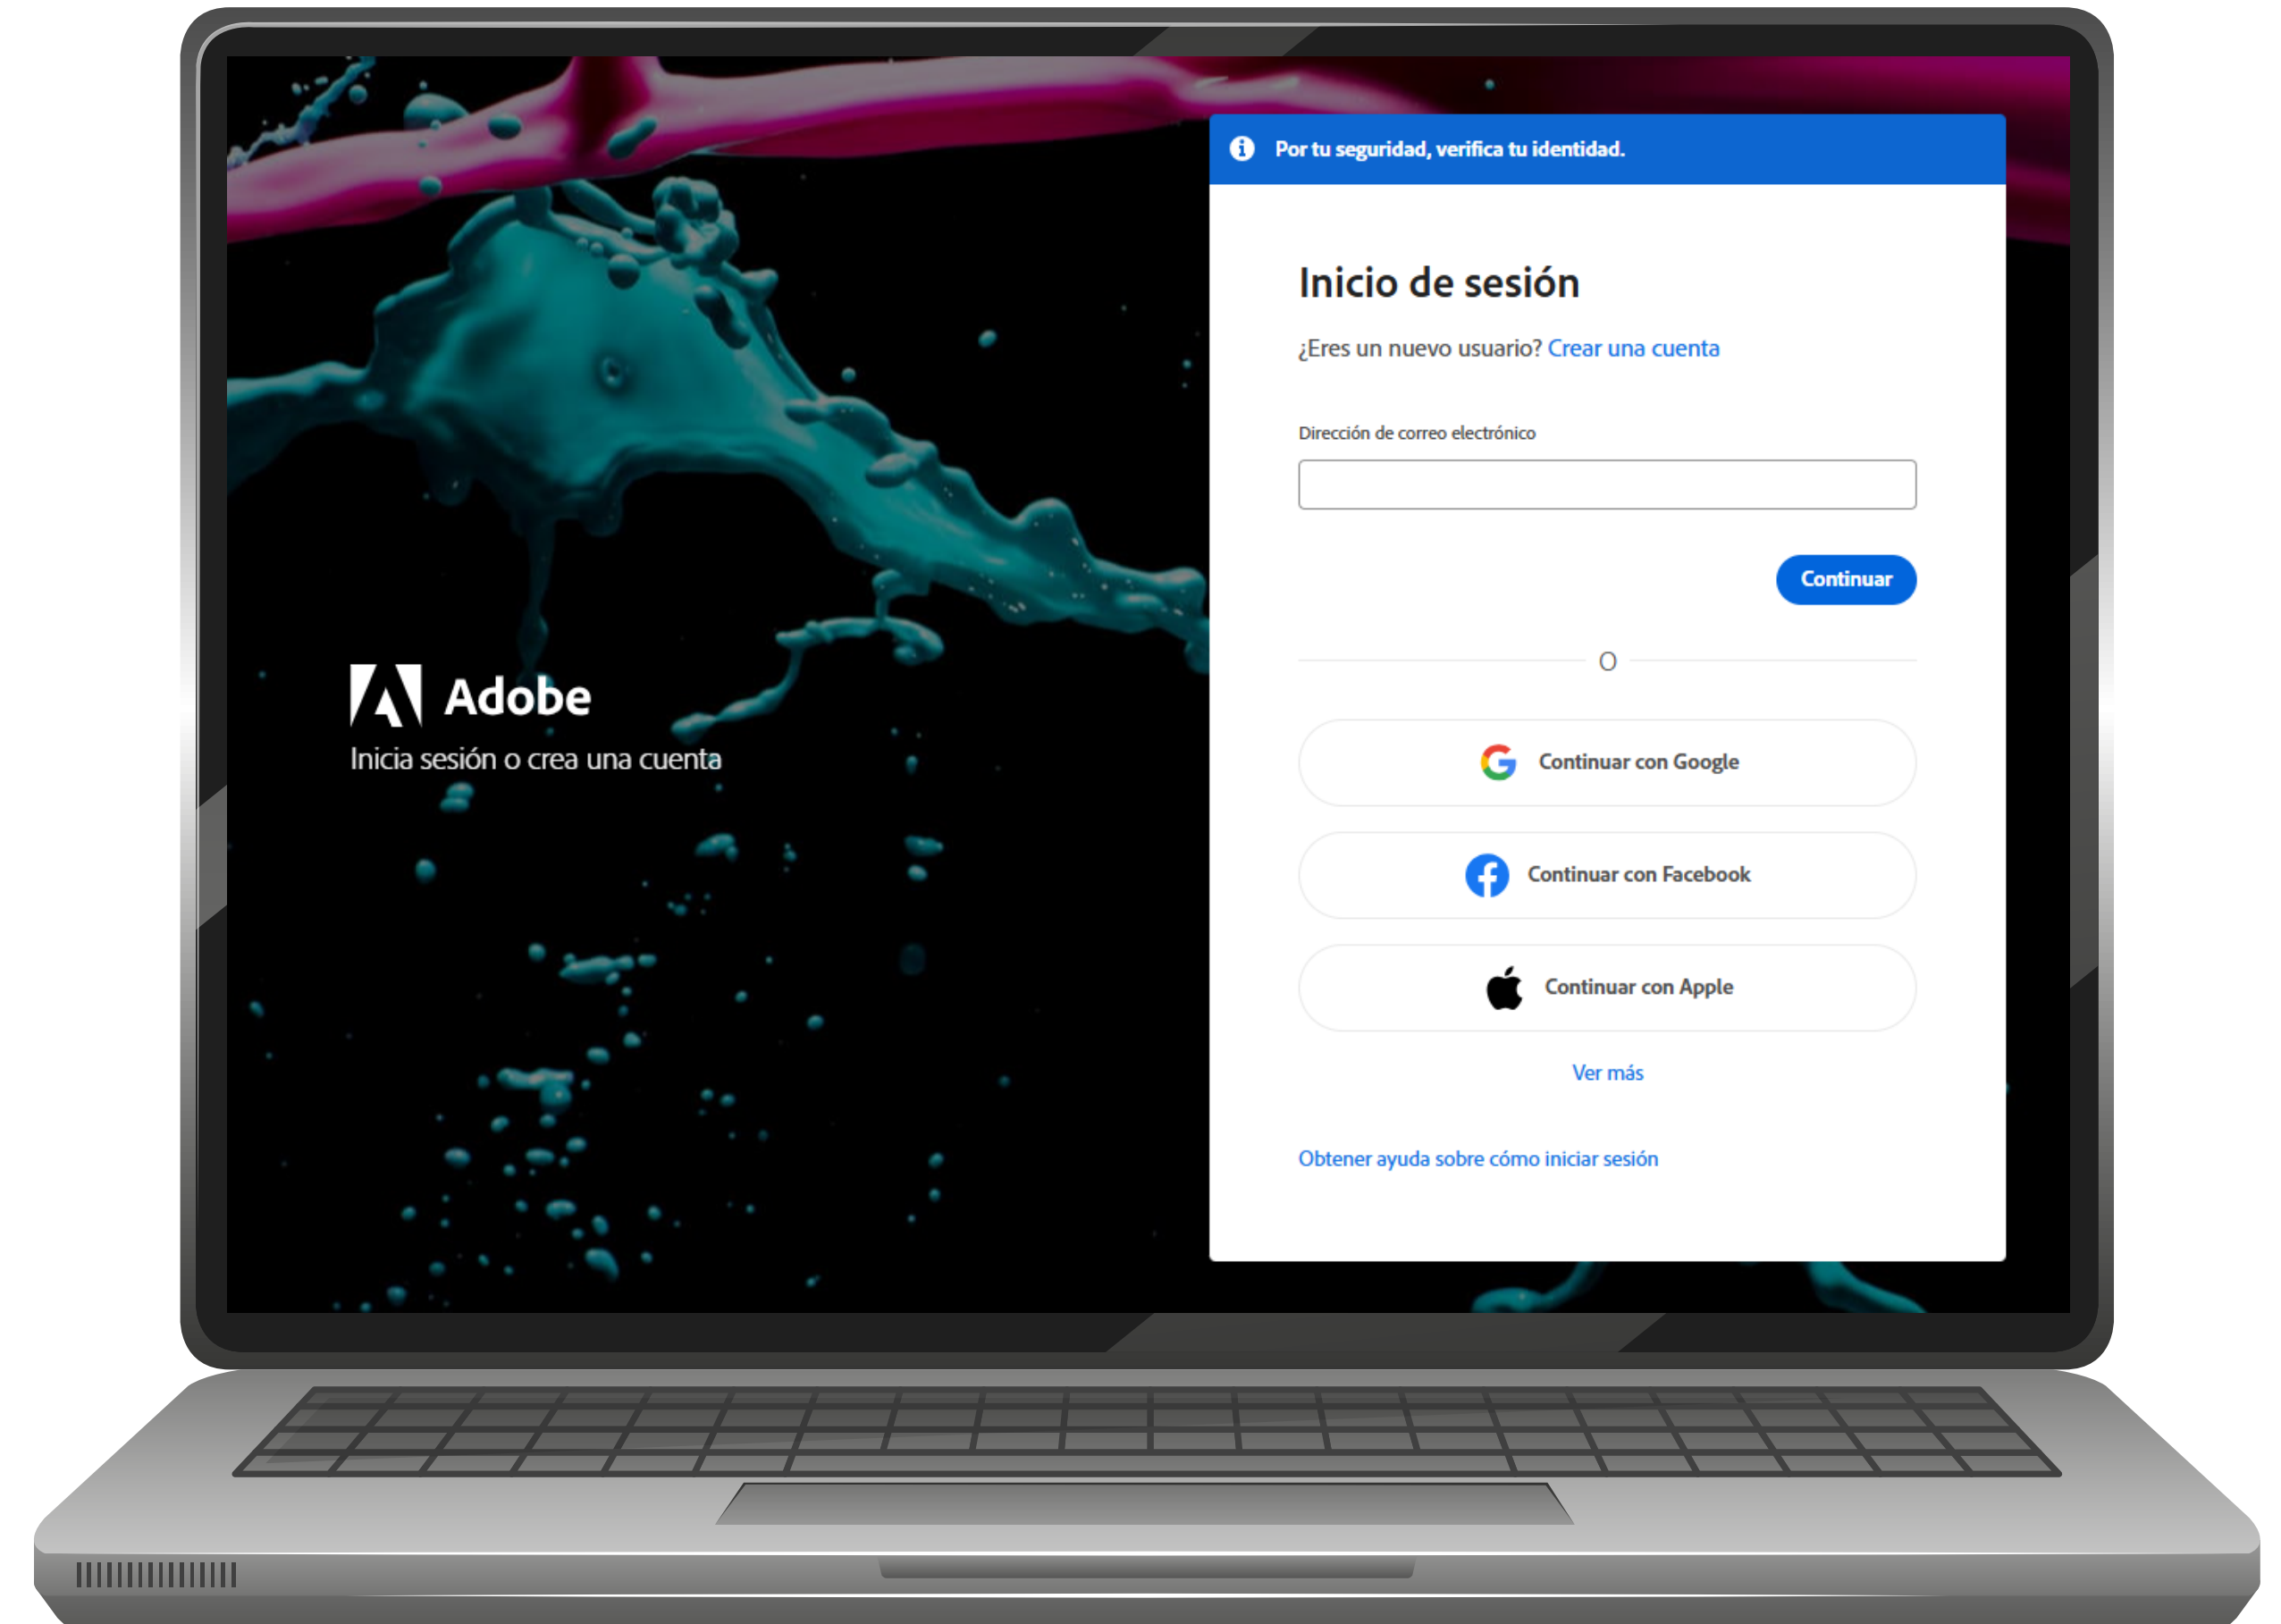 Por tu seguridad, verifica tu identidad.
Inicio de sesión
¿Eres un nuevo usuario? Crear una cuenta
Dirección de correo electrónico
Continuar
O
Adobe
Inicia sesión o crea una cuenta
Continuar con Google
Continuar con Facebook
Continuar con Apple
Ver más
Obtener ayuda sobre cómo iniciar sesión